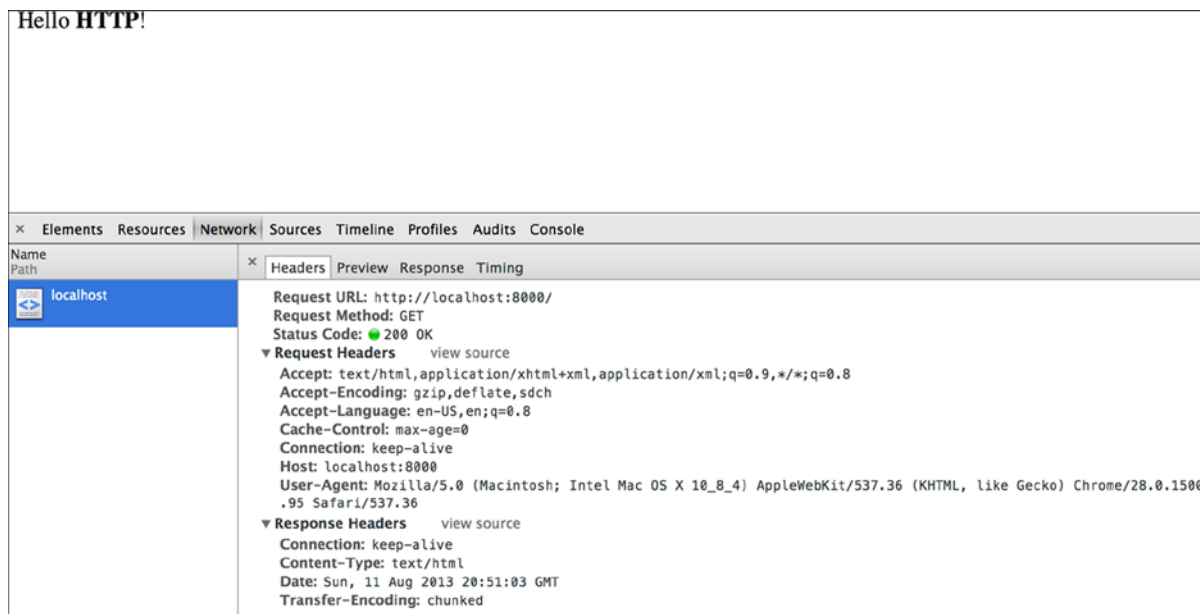 Hello HTTP!
× Elements Resources Network Sources Timeline Profiles Audits Console
Name
Path
× Headers Preview Response Timing
localhost
Request URL: http://localhost:8000/
Request Method: GET
Status Code: 200 OK
▼ Request Headers view source
Accept: text/html,application/xhtml+xml,application/xml;q=0.9,*/*;q=0.8
Accept-Encoding: gzip,deflate,sdch
Accept-Language: en-US,en;q=0.8
Cache-Control: max-age=0
Connection: keep-alive
Host: localhost:8000
User-Agent: Mozilla/5.0 (Macintosh; Intel Mac OS X 10_8_4) AppleWebKit/537.36 (KHTML, like Gecko) Chrome/28.0.1500
.95 Safari/537.36
▼ Response Headers view source
Connection: keep-alive
Content-Type: text/html
Date: Sun, 11 Aug 2013 20:51:03 GMT
Transfer-Encoding: chunked